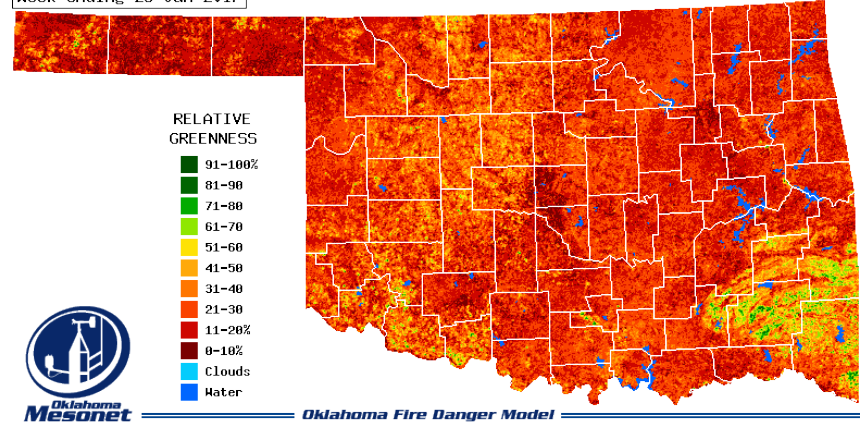 RELATIVE
GREENNESS
91-100%
81-90
71-80
61-70
51-60
41-50
31-40
21-30
11-20%
0-10%
Clouds
Water
Oklahoma
Mesonet
Oklahoma Fire Danger Model